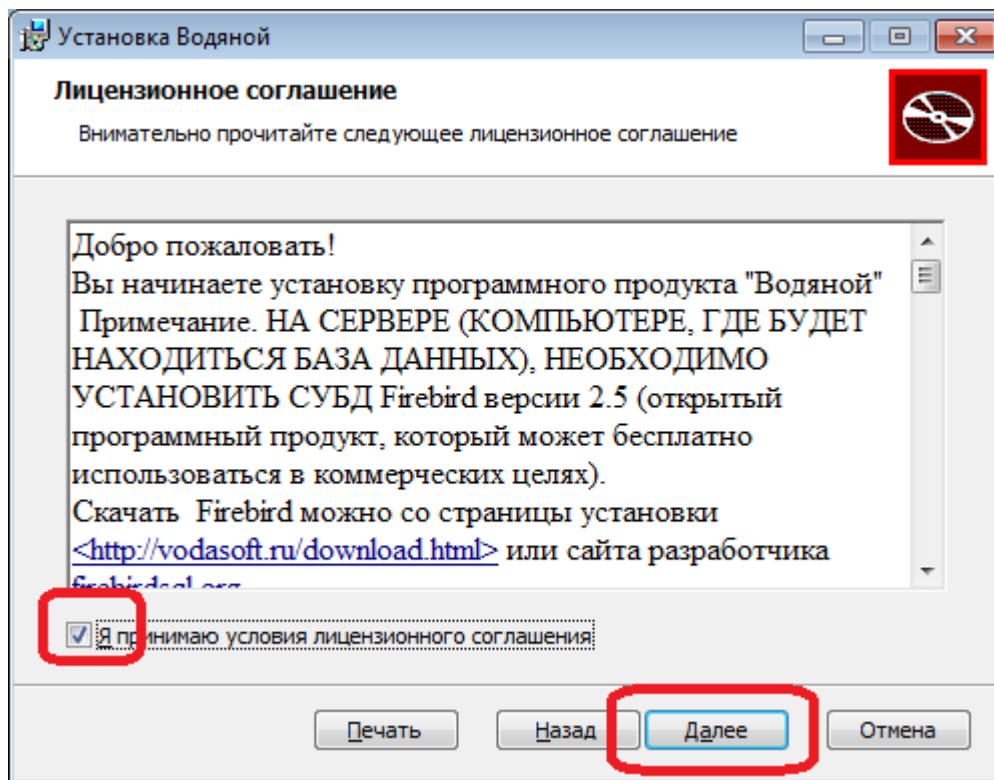 Установка Водяной
Лицензионное соглашение
Внимательно прочитайте следующее лицензионное соглашение
Добро пожаловать!
Вы начинаете установку программного продукта "Водяной"
Примечание. НА СЕРВЕРЕ (КОМПЬЮТЕРЕ, ГДЕ БУДЕТ
НАХОДИТЬСЯ БАЗА ДАННЫХ), НЕОБХОДИМО
УСТАНОВИТЬ СУБД Firebird версии 2.5 (открытый
программный продукт, который может бесплатно
использоваться в коммерческих целях).
Скачать Firebird можно со страницы установки
<http://vodasoft.ru/download.html> или сайта разработчика
firebirdsql.org
Я принимаю условия лицензионного соглашения
Печать
Назад
Далее
Отмена